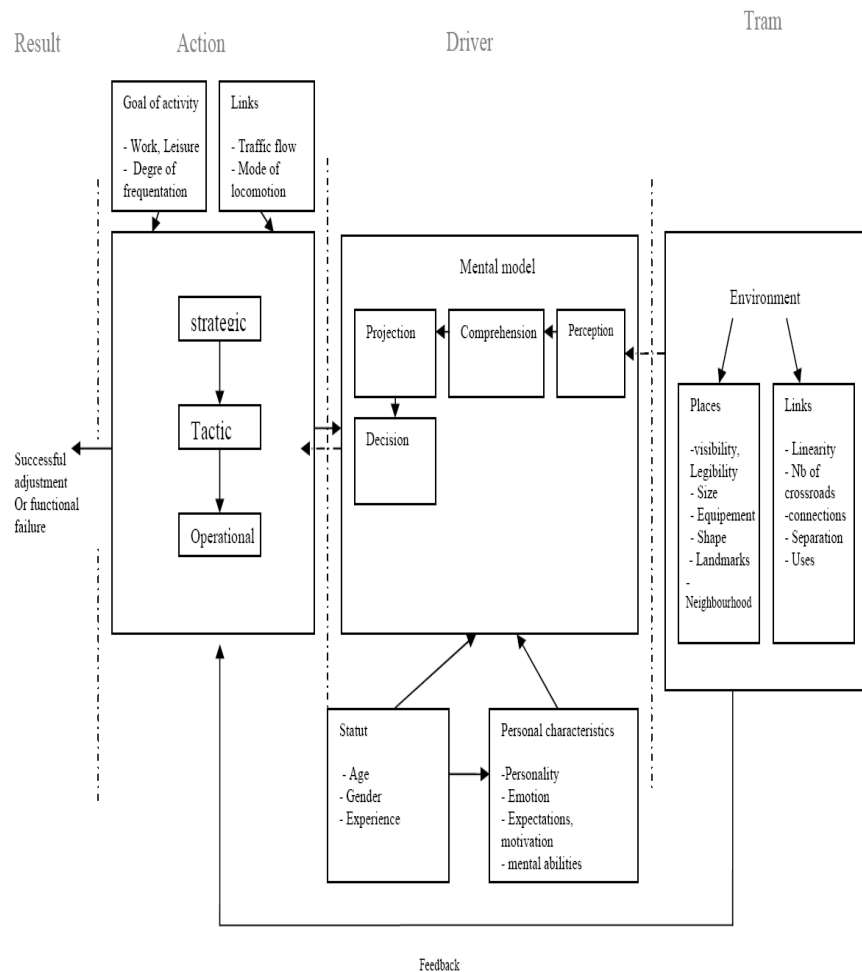 Result
Action
Driver
Tram
Goal of activity
- Work, Leisure
- Degre of
frequentation
Links
- Traffic flow
- Mode of
locomotion
strategic
Tactic
Operational
Successful
adjustment
Or functional
failure
Mental model
Projection
Comprehension
Perception
Decision
Environment
Places
-visibility,
Legibility
- Size
- Equipement
- Shape
- Landmarks
-
Neighbourhood
Links
- Linearity
- Nb of
crossroads
-connections
- Separation
- Uses
Statut
- Age
- Gender
- Experience
Personal characteristics
-Personality
- Emotion
- Expectations,
motivation
- mental abilities
Feedback